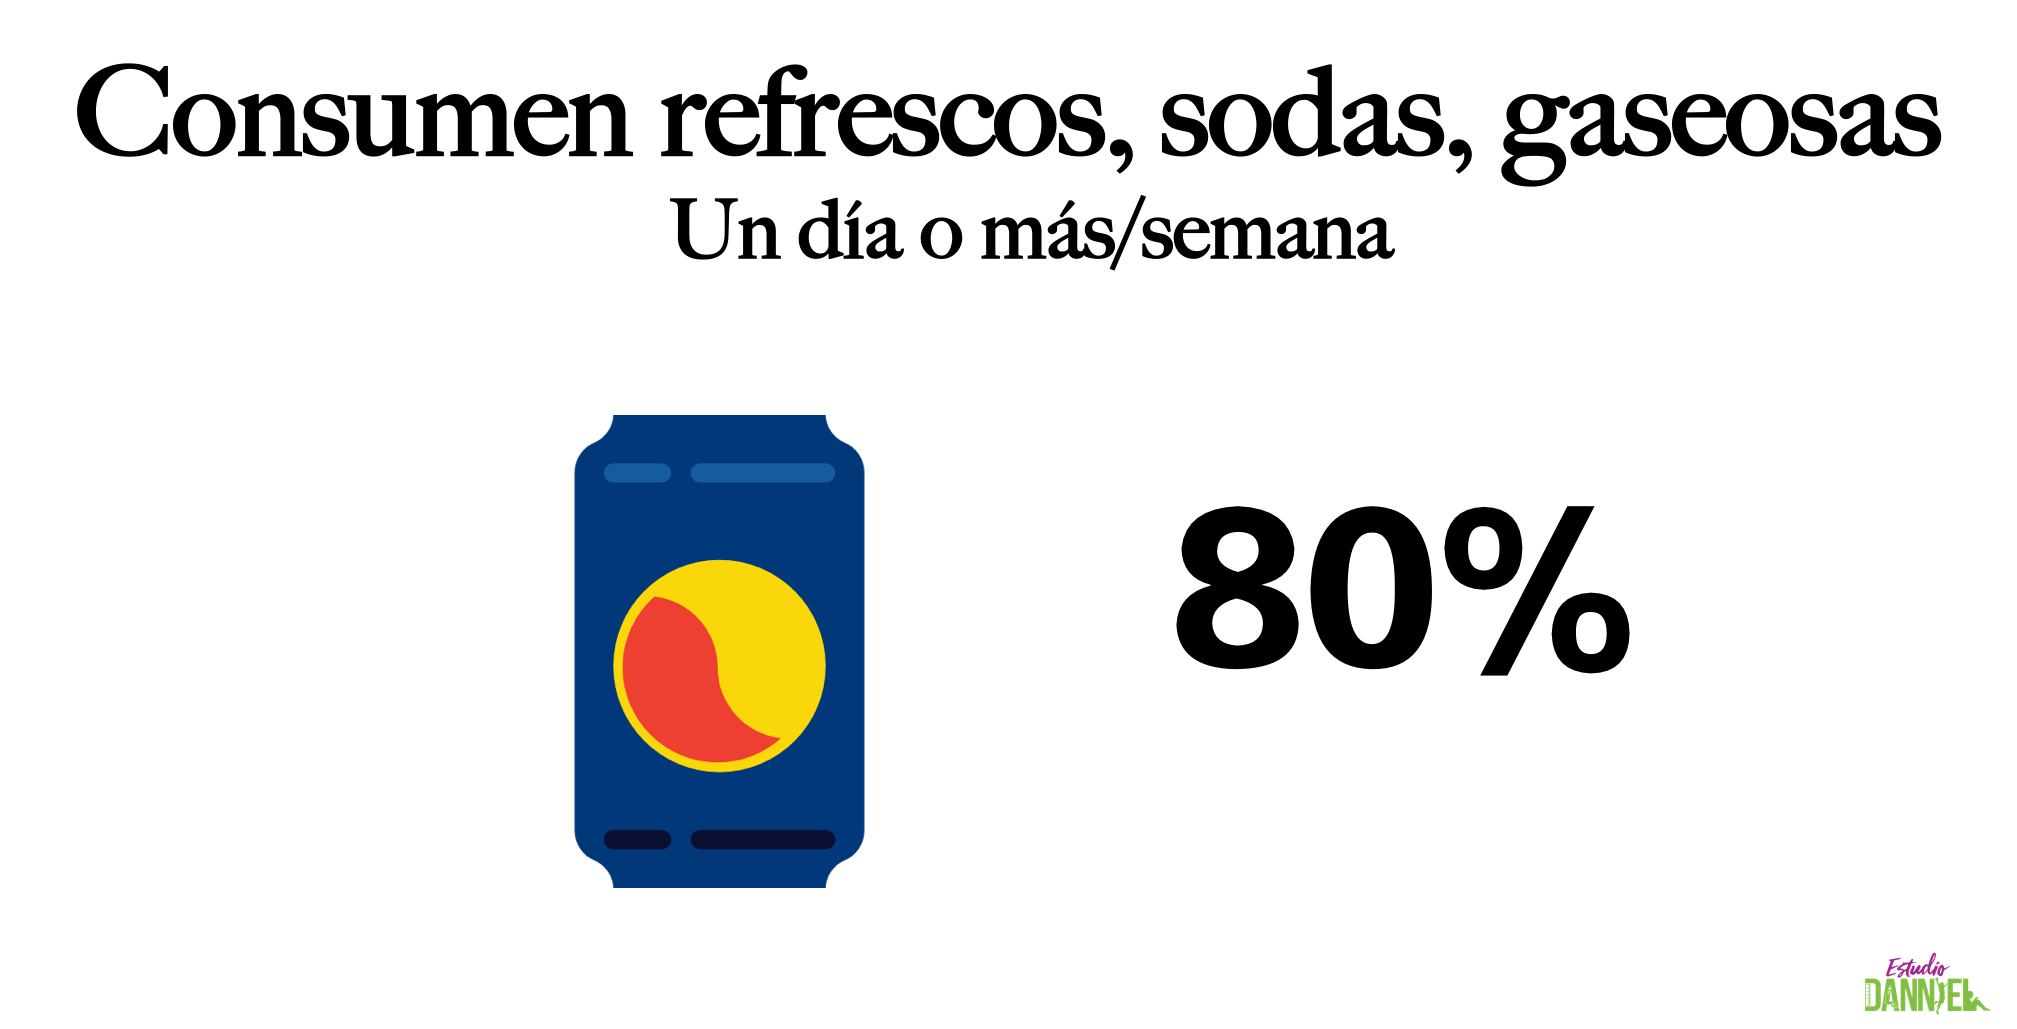 Consumen refrescos, sodas, gaseosas
Un día o más/semana
80%
Estudio
DANNIEL